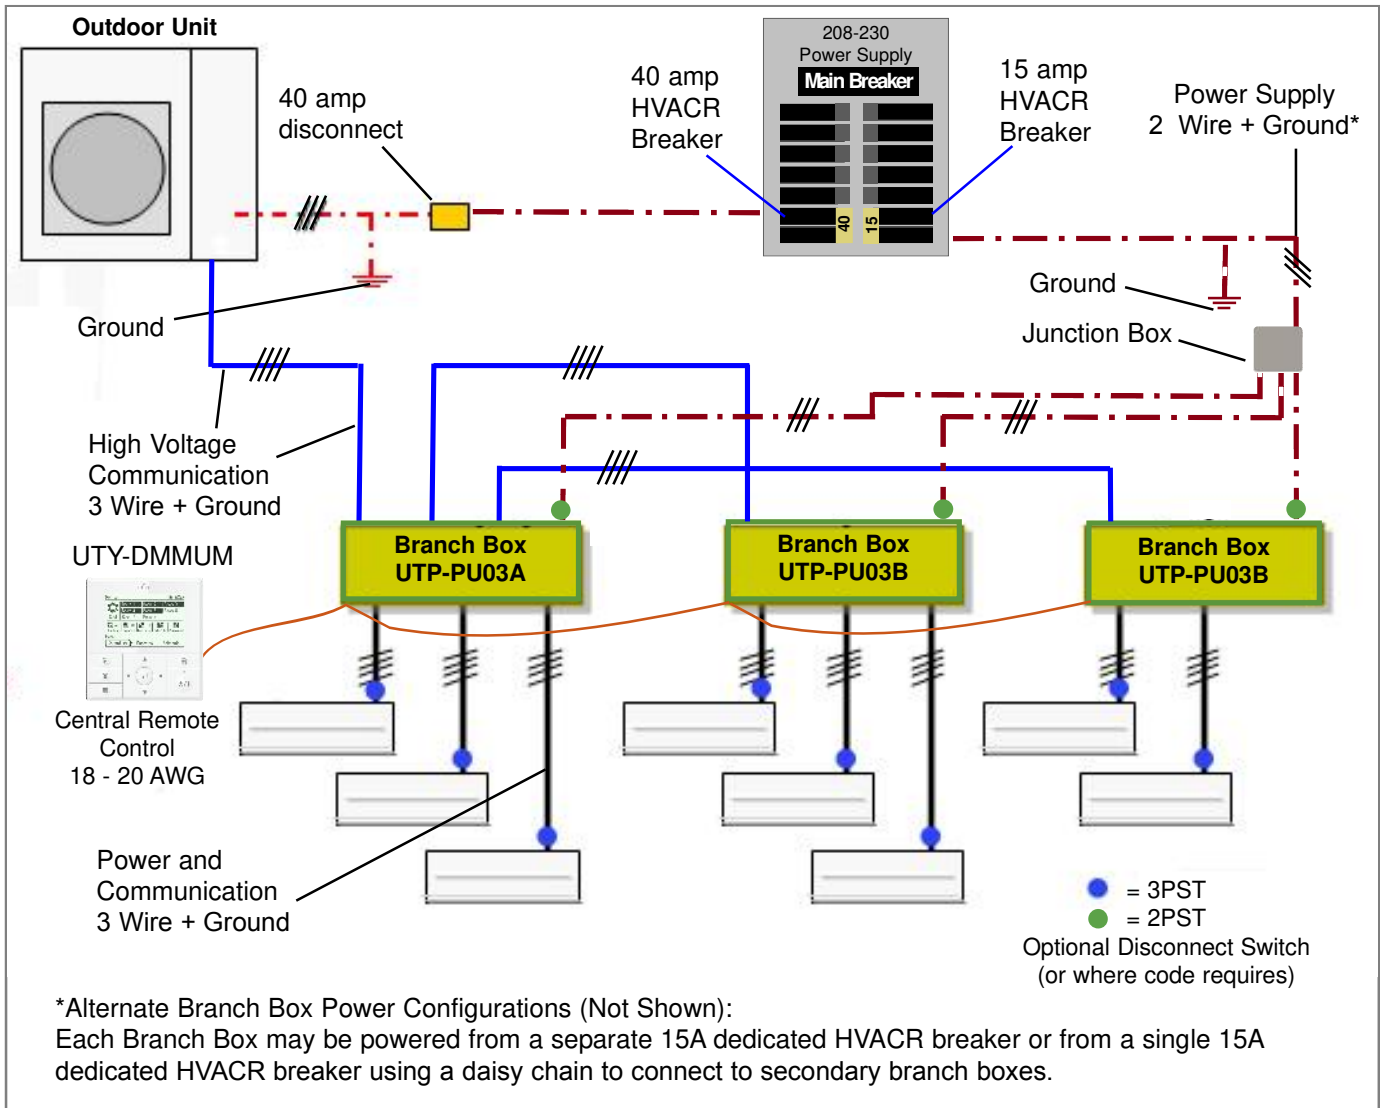 Outdoor Unit
40 amp
disconnect
40 amp
HVACR
Breaker
208-230
Power Supply
Main Breaker
40
15
15 amp
HVACR
Breaker
Power Supply
2 Wire + Ground*
Ground
Ground
Junction Box
High Voltage
Communication
3 Wire + Ground
UTY-DMMUM
Branch Box
UTP-PU03A
Branch Box
UTP-PU03B
Branch Box
UTP-PU03B
Central Remote
Control
18 - 20 AWG
Power and
Communication
3 Wire + Ground
= 3PST
= 2PST
Optional Disconnect Switch
(or where code requires)
*Alternate Branch Box Power Configurations (Not Shown):
Each Branch Box may be powered from a separate 15A dedicated HVACR breaker or from a single 15A
dedicated HVACR breaker using a daisy chain to connect to secondary branch boxes.